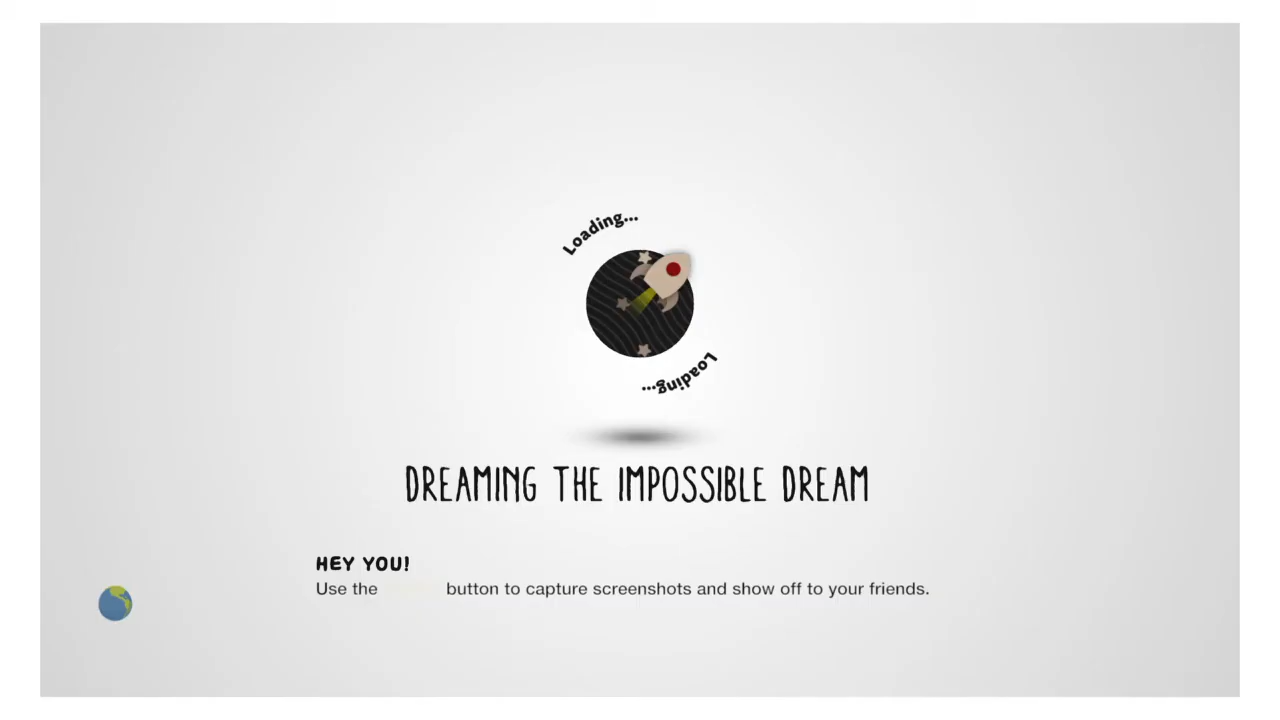 Loading...
Loading...
DREAMING THE IMPOSSIBLE DREAM
HEY YOU!
Use the button to capture screenshots and show off to your friends.